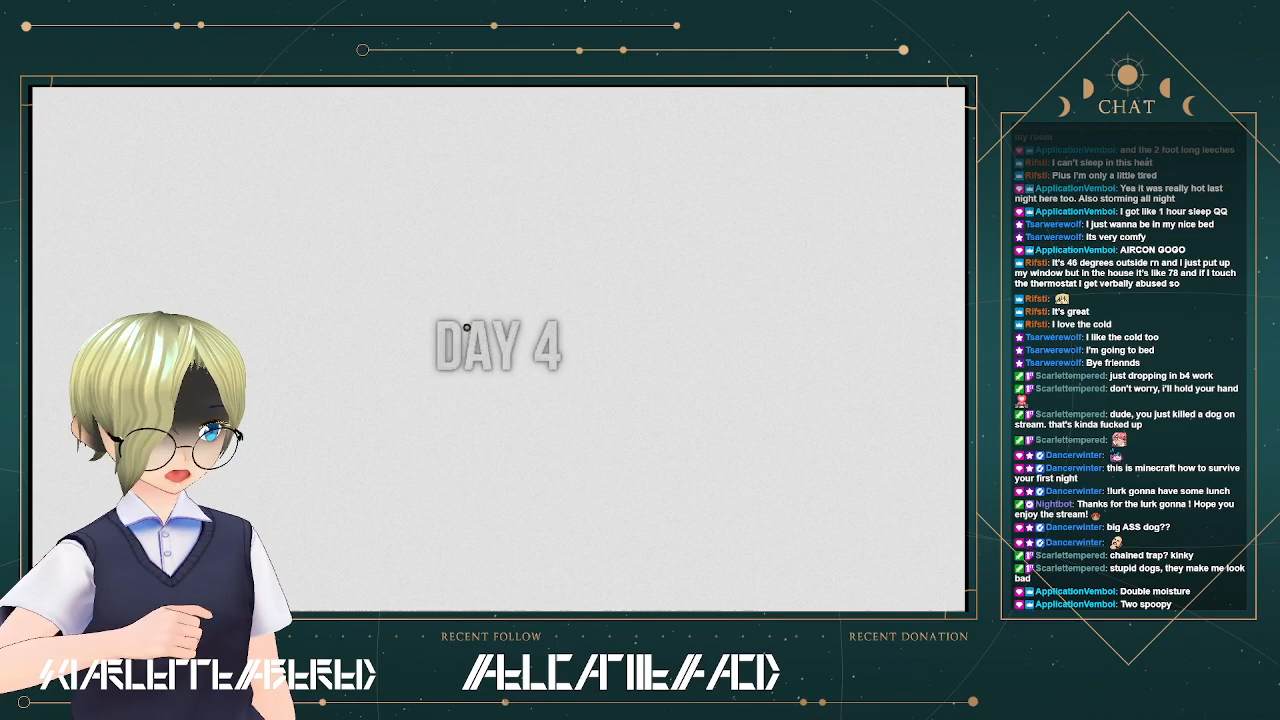 CHAT
my room
ApplicationVemboi: and the 2 foot long leeches
Rifsti: I can't sleep in this heat
Rifsti: Plus I'm only a little tired
ApplicationVemboi: Yea it was really hot last
night here too. Also storming all night
ApplicationVemboi: I got like 1 hour sleep QQ
Tsarwerewolf: I just wanna be in my nice bed
Tsarwerewolf: Its very comfy
ApplicationVemboi: AIRCON GOGO
Rifsti: It's 46 degrees outside rn and I just put up
my window but in the house it's like 78 and if I touch
the thermostat I get verbally abused so
Rifsti:
Rifsti: It's great
Rifsti: I love the cold
Tsarwerewolf: I like the cold too
Tsarwerewolf: I'm going to bed
Tsarwerewolf: Bye friennds
Scarlettempered: just dropping in b4 work
Scarlettempered: don't worry, i'll hold your hand
Scarlettempered: dude, you just killed a dog on
stream. that's kinda fucked up
Scarlettempered:
Dancerwinter:
Dancerwinter: this is minecraft how to survive
your first night
Dancerwinter: !lurk gonna have some lunch
Nightbot: Thanks for the lurk gonna ! Hope you
enjoy the stream!
Dancerwinter: big ASS dog??
Dancerwinter:
Scarlettempered: chained trap? kinky
Scarlettempered: stupid dogs, they make me look
bad
ApplicationVemboi: Double moisture
ApplicationVemboi: Two spoopy
DAY 4
RECENT FOLLOW
RECENT DONATION